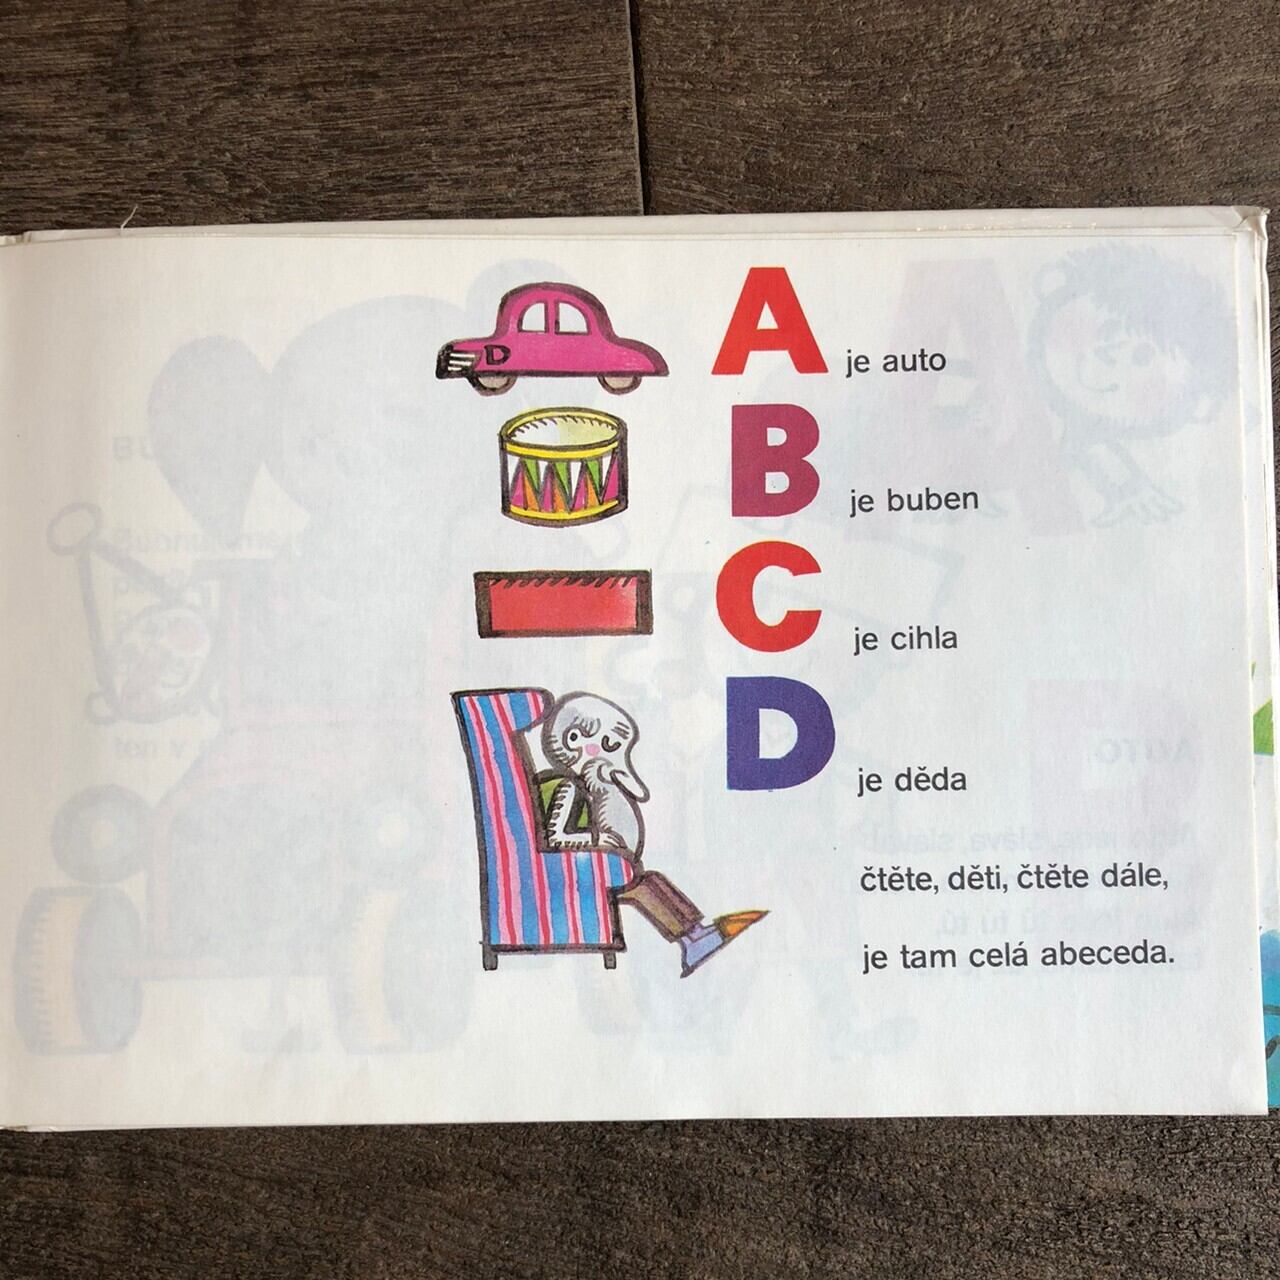 A je auto
B je buben
C je cihla
D je děda
čtěte, děti, čtěte dále,
je tam celá abeceda.
D